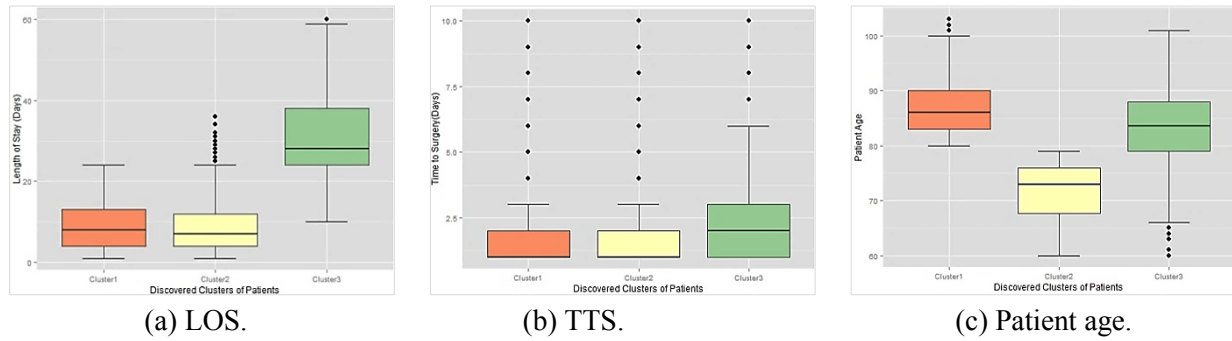 60
40
20
0
Length of Stay (Days)
Cluster1 Cluster2 Cluster3
Discovered Clusters of Patients
(a) LOS.
10.0
7.5
5.0
2.5
Time to Surgery(Days)
Cluster1 Cluster2 Cluster3
Discovered Clusters of Patients
(b) TTS.
100
90
80
70
60
Patient Age
Cluster1 Cluster2 Cluster3
Discovered Clusters of Patients
(c) Patient age.